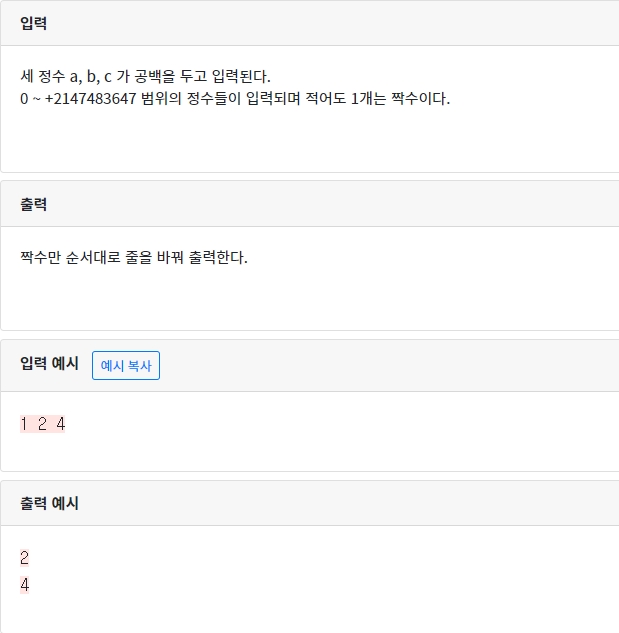 입력
세 정수 a, b, c 가 공백을 두고 입력된다.
0 ~ +2147483647 범위의 정수들이 입력되며 적어도 1개는 짝수이다.
출력
짝수만 순서대로 줄을 바꿔 출력한다.
입력 예시 예시 복사
1 2 4
출력 예시
2
4